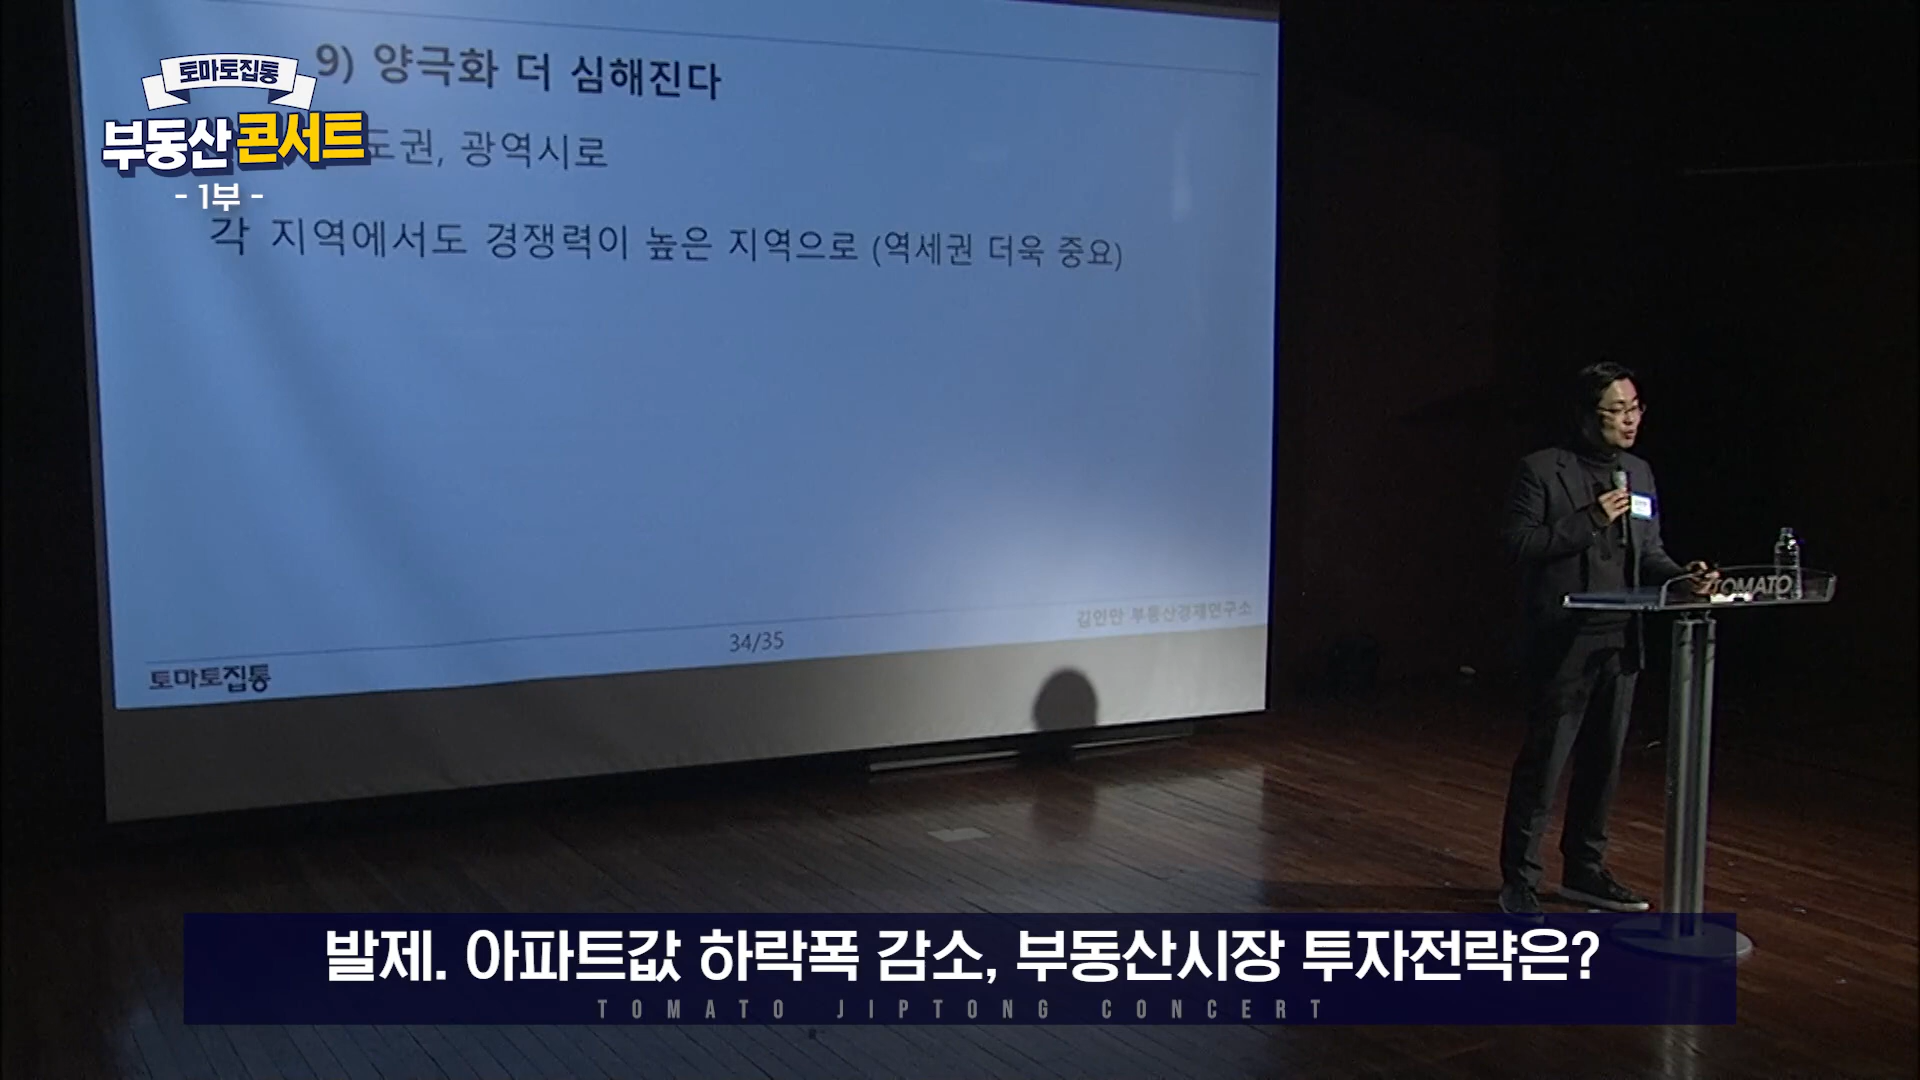 토마토집통
부동산 콘서트
- 1부 -
9) 양극화 더 심해진다
도권, 광역시로
각 지역에서도 경쟁력이 높은 지역으로 (역세권 더욱 중요)
김인만 부동산경제연구소
34/35
토마토집통
TOMATO
발제. 아파트값 하락폭 감소, 부동산시장 투자전략은?
TOMATO JIPTONG CONCERT